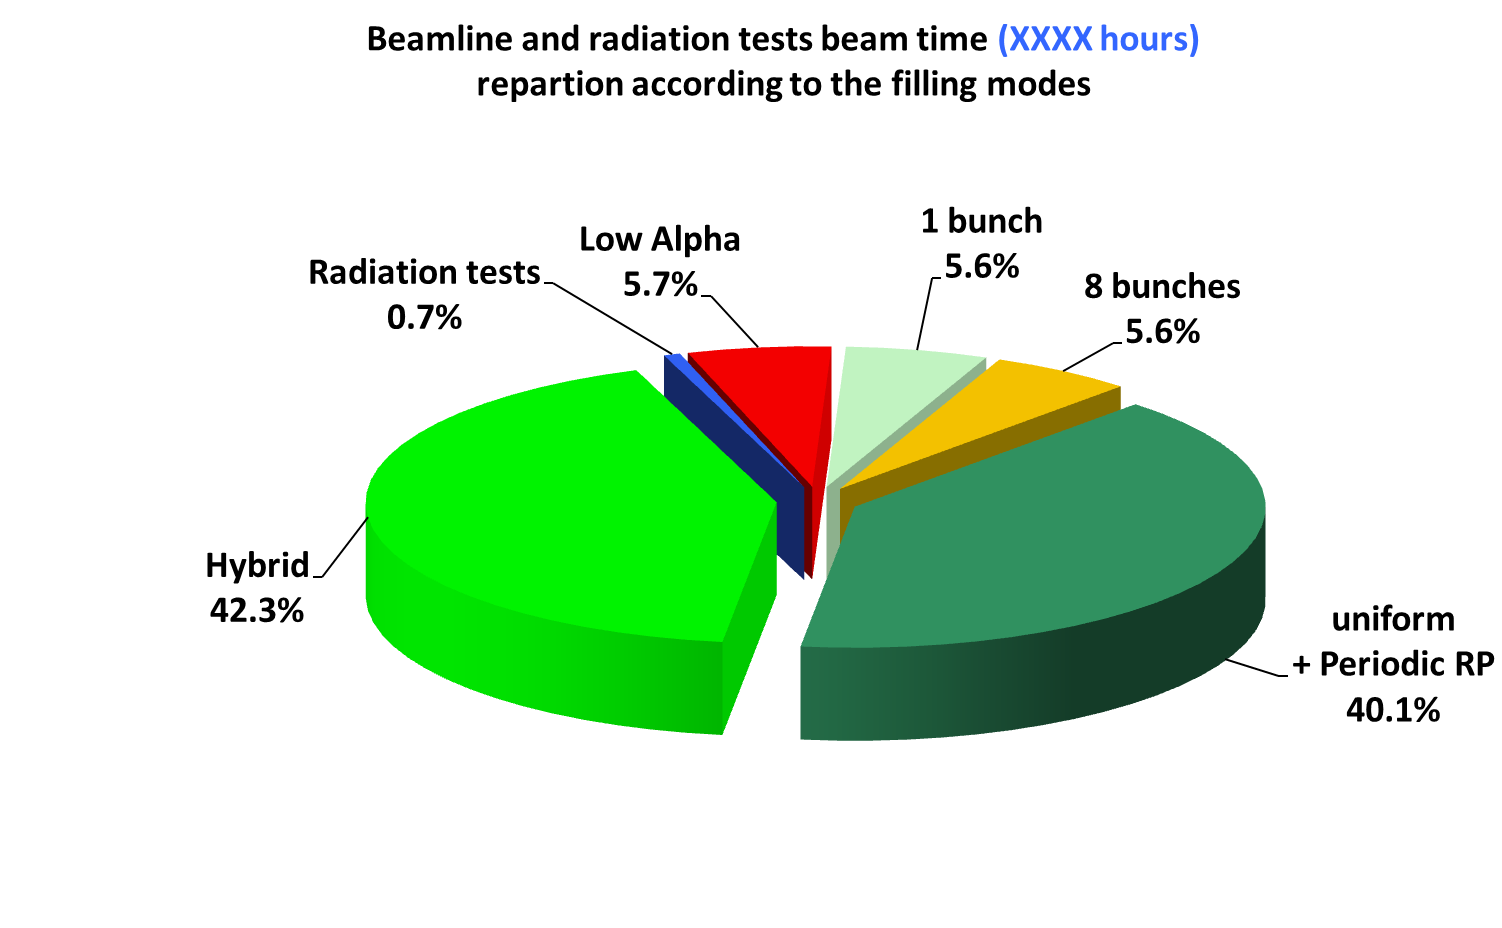 Beamline and radiation tests beam time (XXXX hours)
repartion according to the filling modes
1 bunch
5.6%
Low Alpha
5.7%
Radiation tests
0.7%
8 bunches
5.6%
Hybrid
42.3%
uniform
+ Periodic RP
40.1%